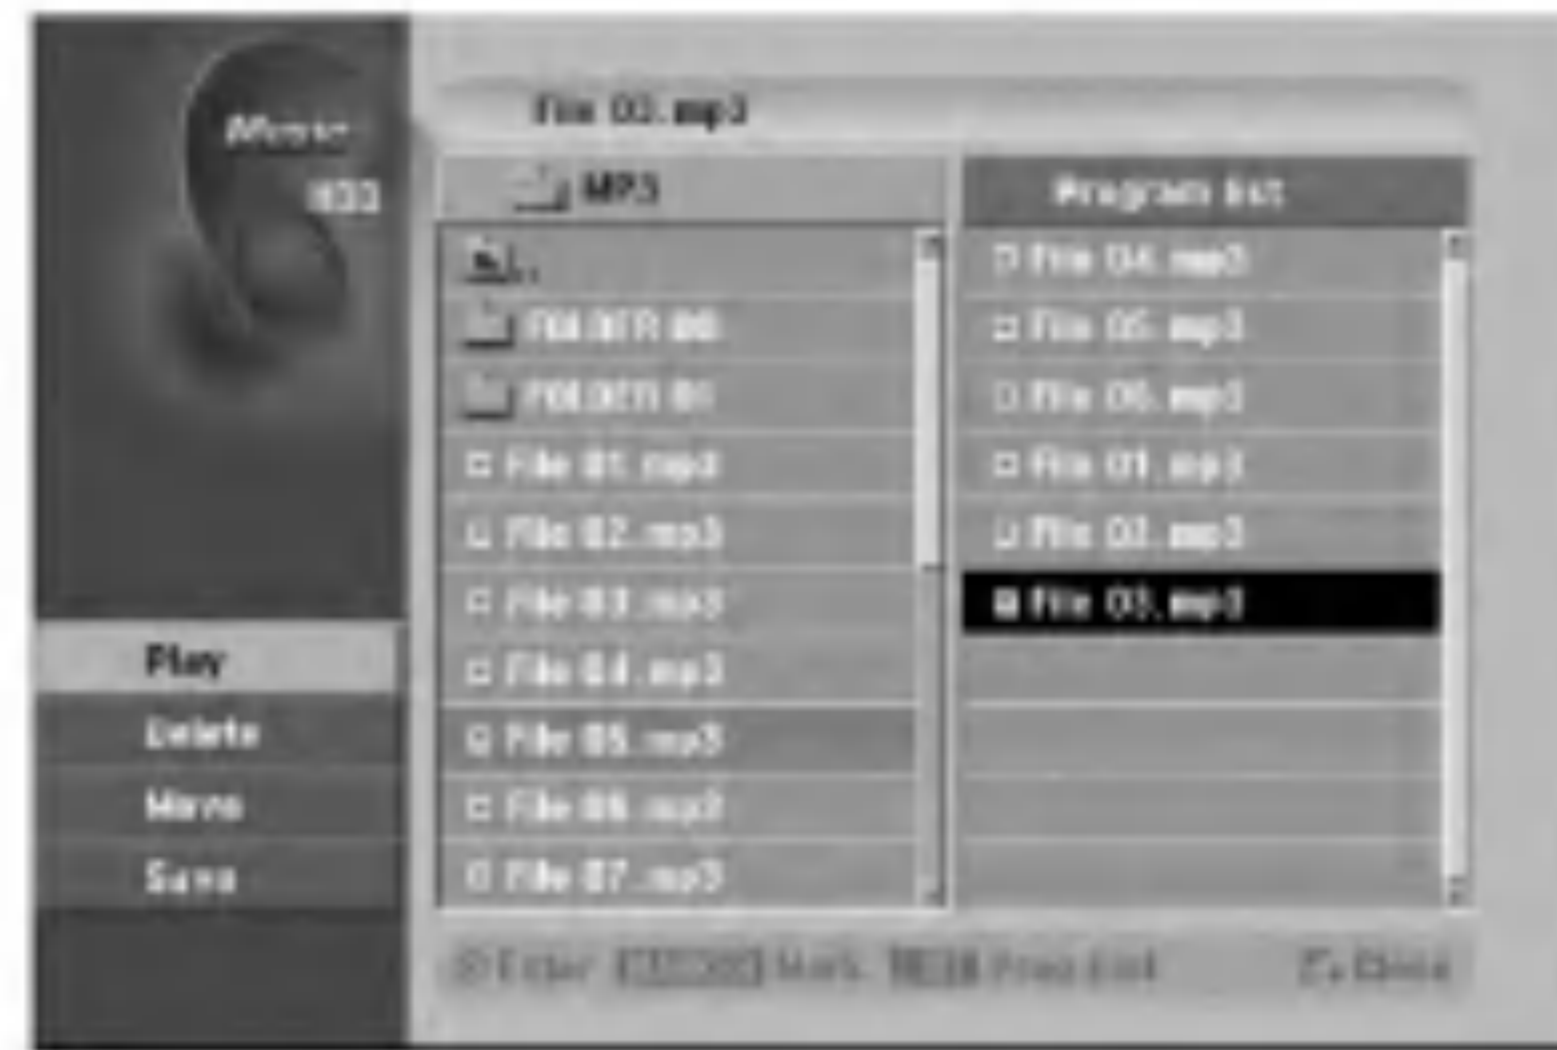 Music
HDD
File 03.mp3
MP3
..
FOLDER 00
FOLDER 01
File 01.mp3
File 02.mp3
File 03.mp3
File 04.mp3
File 05.mp3
File 06.mp3
File 07.mp3
Program list
File 04.mp3
File 05.mp3
File 06.mp3
File 01.mp3
File 02.mp3
File 03.mp3
Play
Delete
Move
Save
Enter Mark Close